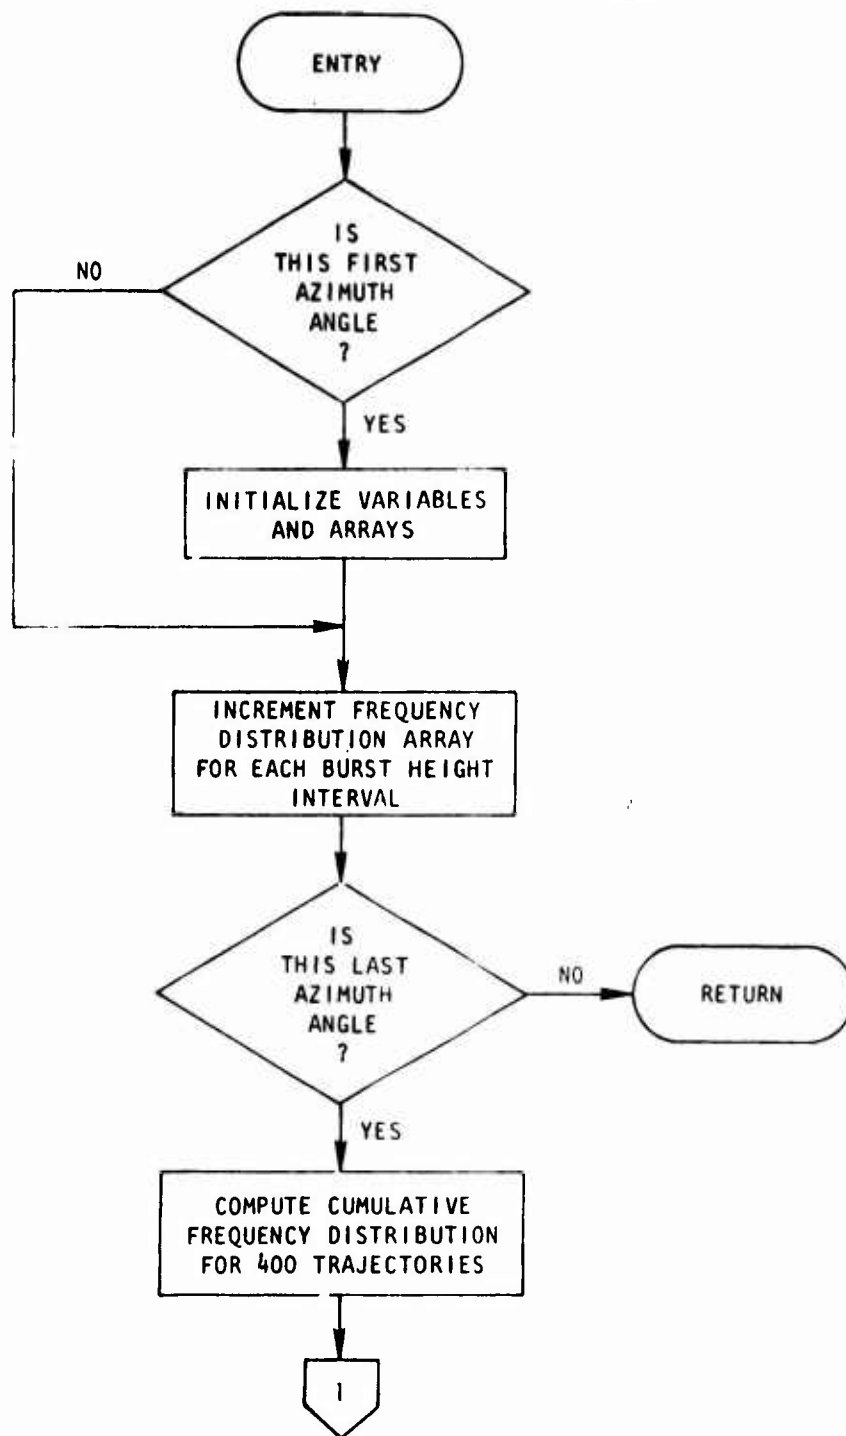 ENTRY
IS
THIS FIRST
AZIMUTH
ANGLE
?
NO
YES
INITIALIZE VARIABLES
AND ARRAYS
INCREMENT FREQUENCY
DISTRIBUTION ARRAY
FOR EACH BURST HEIGHT
INTERVAL
IS
THIS LAST
AZIMUTH
ANGLE
?
NO
RETURN
YES
COMPUTE CUMULATIVE
FREQUENCY DISTRIBUTION
FOR 400 TRAJECTORIES
1